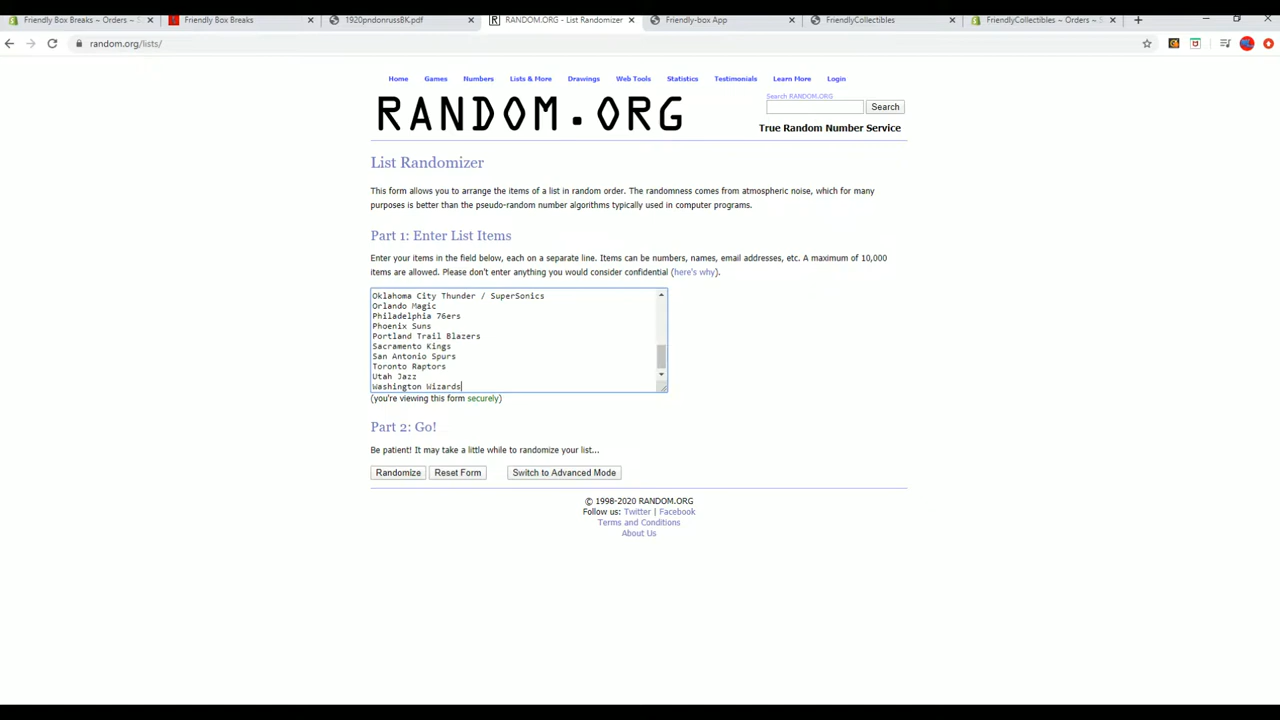 Friendly Box Breaks ~ Orders ~ S
Friendly Box Breaks
1920pndonrussBK.pdf
RANDOM.ORG - List Randomizer
Friendly-box App
FriendlyCollectibles
FriendlyCollectibles ~ Orders ~ S
random.org/lists/
Home Games Numbers Lists & More Drawings Web Tools Statistics Testimonials Learn More Login
RANDOM.ORG
Search RANDOM.ORG
Search
True Random Number Service
List Randomizer
This form allows you to arrange the items of a list in random order. The randomness comes from atmospheric noise, which for many
purposes is better than the pseudo-random number algorithms typically used in computer programs.
Part 1: Enter List Items
Enter your items in the field below, each on a separate line. Items can be numbers, names, email addresses, etc. A maximum of 10,000
items are allowed. Please don't enter anything you would consider confidential (here's why).
Oklahoma City Thunder / SuperSonics
Orlando Magic
Philadelphia 76ers
Phoenix Suns
Portland Trail Blazers
Sacramento Kings
San Antonio Spurs
Toronto Raptors
Utah Jazz
Washington Wizards
(you're viewing this form securely)
Part 2: Go!
Be patient! It may take a little while to randomize your list...
Randomize Reset Form Switch to Advanced Mode
© 1998-2020 RANDOM.ORG
Follow us: Twitter | Facebook
Terms and Conditions
About Us